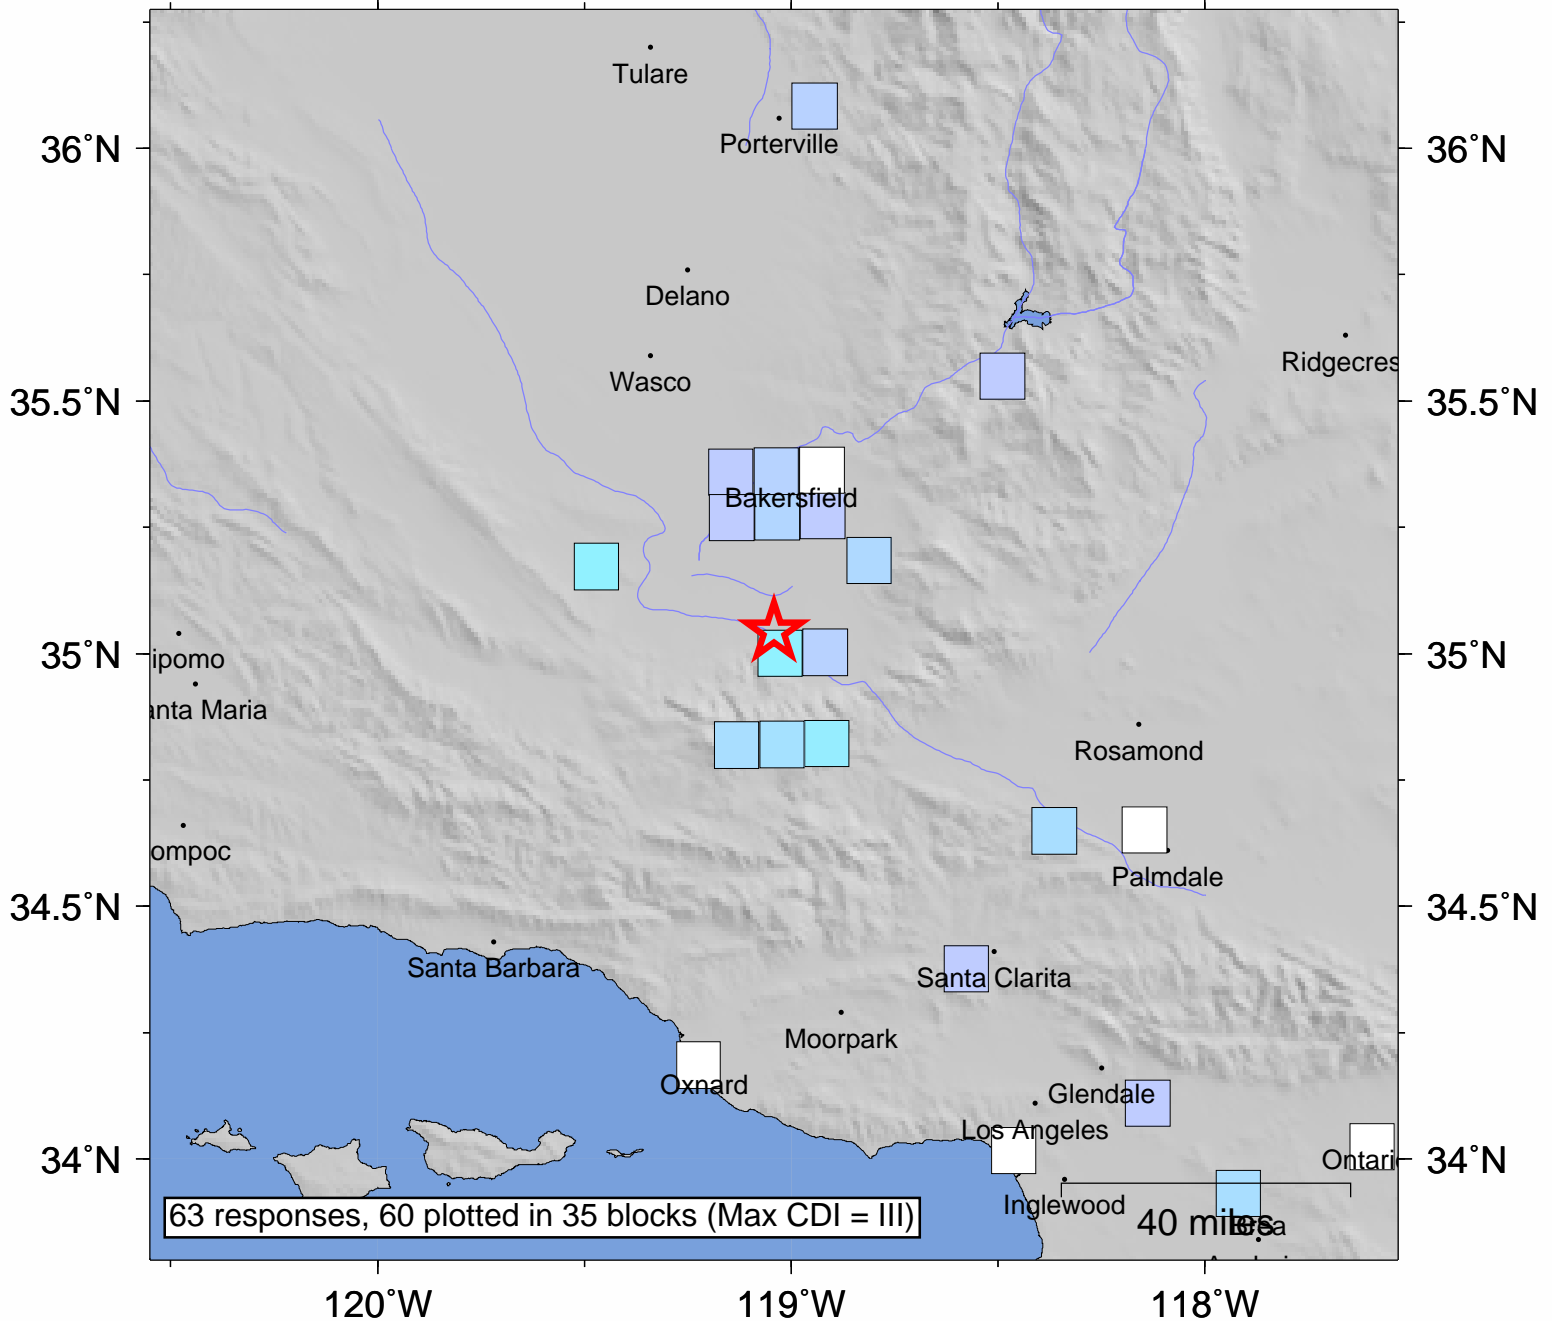 Tulare
36°N
Porterville
36°N
Delano
Ridgecres
Wasco
35.5°N
35.5°N
Bakersfield
35°N
ipomo
35°N
anta Maria
Rosamond
ompoc
Palmdale
34.5°N
34.5°N
Santa Barbara
Santa Clarita
Moorpark
Oxnard
Glendale
Los Angeles
34°N
Ontari
34°N
Inglewood
63 responses, 60 plotted in 35 blocks (Max CDI = III)
40 miles
Brea
120°W
119°W
118°W